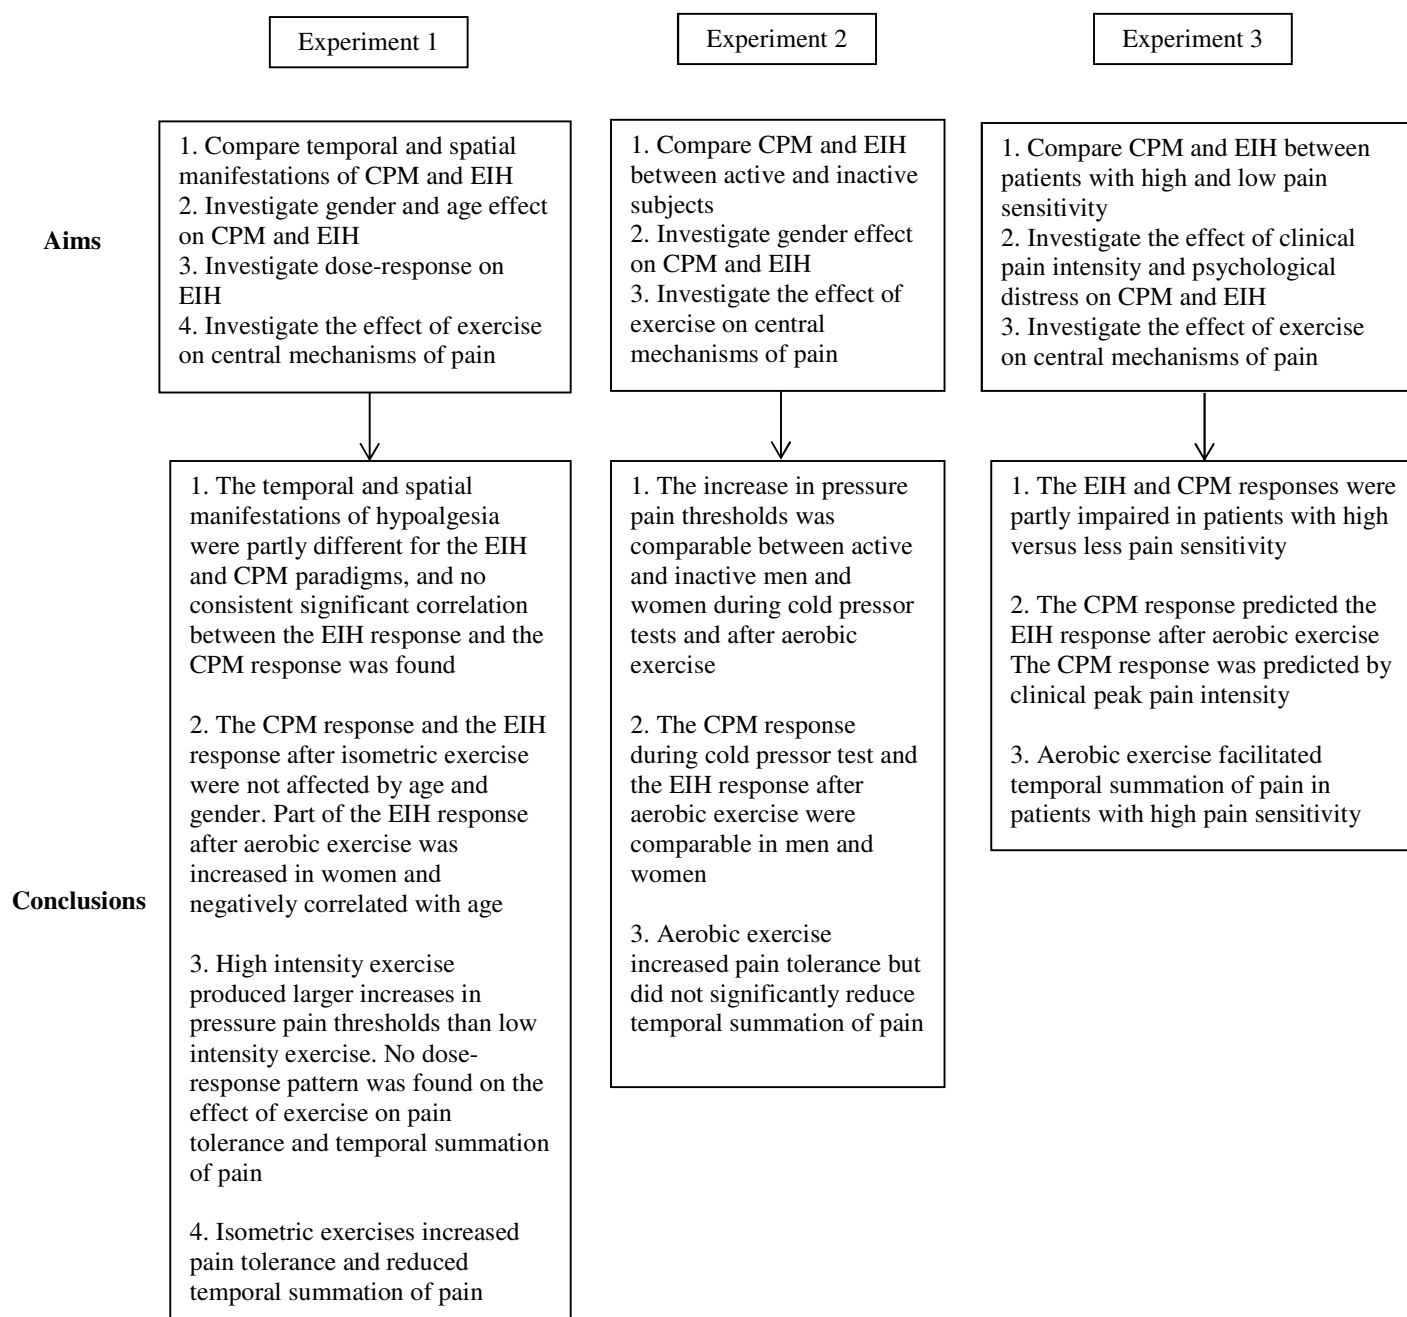 Experiment 1
Experiment 2
Experiment 3
Aims
1. Compare temporal and spatial
manifestations of CPM and EIH
2. Investigate gender and age effect
on CPM and EIH
3. Investigate dose-response on
EIH
4. Investigate the effect of exercise
on central mechanisms of pain
1. Compare CPM and EIH
between active and inactive
subjects
2. Investigate gender effect
on CPM and EIH
3. Investigate the effect of
exercise on central
mechanisms of pain
1. Compare CPM and EIH between
patients with high and low pain
sensitivity
2. Investigate the effect of clinical
pain intensity and psychological
distress on CPM and EIH
3. Investigate the effect of exercise
on central mechanisms of pain
Conclusions
1. The temporal and spatial
manifestations of hypoalgesia
were partly different for the EIH
and CPM paradigms, and no
consistent significant correlation
between the EIH response and the
CPM response was found
2. The CPM response and the EIH
response after isometric exercise
were not affected by age and
gender. Part of the EIH response
after aerobic exercise was
increased in women and
negatively correlated with age
3. High intensity exercise
produced larger increases in
pressure pain thresholds than low
intensity exercise. No dose-
response pattern was found on the
effect of exercise on pain
tolerance and temporal summation
of pain
4. Isometric exercises increased
pain tolerance and reduced
temporal summation of pain
1. The increase in pressure
pain thresholds was
comparable between active
and inactive men and
women during cold pressor
tests and after aerobic
exercise
2. The CPM response
during cold pressor test and
the EIH response after
aerobic exercise were
comparable in men and
women
3. Aerobic exercise
increased pain tolerance but
did not significantly reduce
temporal summation of pain
1. The EIH and CPM responses were
partly impaired in patients with high
versus less pain sensitivity
2. The CPM response predicted the
EIH response after aerobic exercise
The CPM response was predicted by
clinical peak pain intensity
3. Aerobic exercise facilitated
temporal summation of pain in
patients with high pain sensitivity